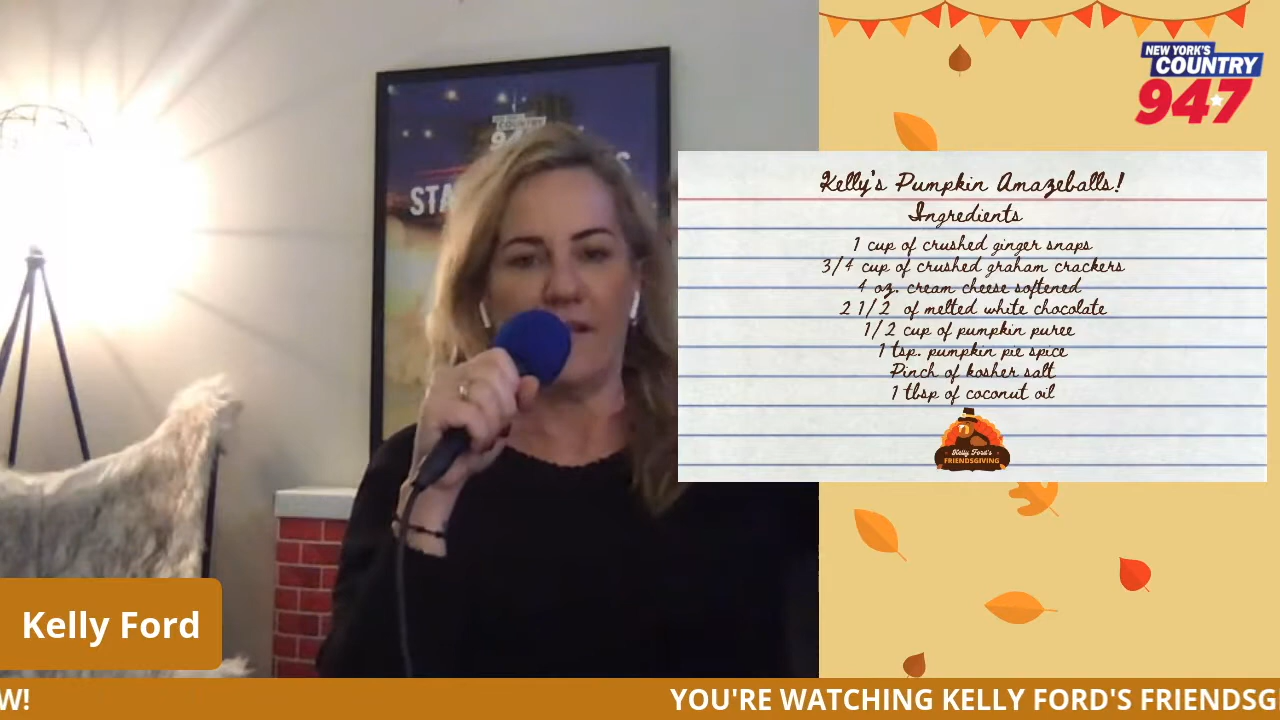 NEW YORK'S
COUNTRY
947
COUNTRY
94
STA
S
Kelly's Pumpkin Amazeballs!
Ingredients
1 cup of crushed ginger snaps
3/4 cup of crushed graham crackers
4 oz. cream cheese softened
2 1/2 of melted white chocolate
1/2 cup of pumpkin puree
1 tsp. pumpkin pie spice
Pinch of kosher salt
1 tbsp of coconut oil
Kelly Ford's
FRIENDSGIVING
Kelly Ford
W! YOU'RE WATCHING KELLY FORD'S FRIENDSG